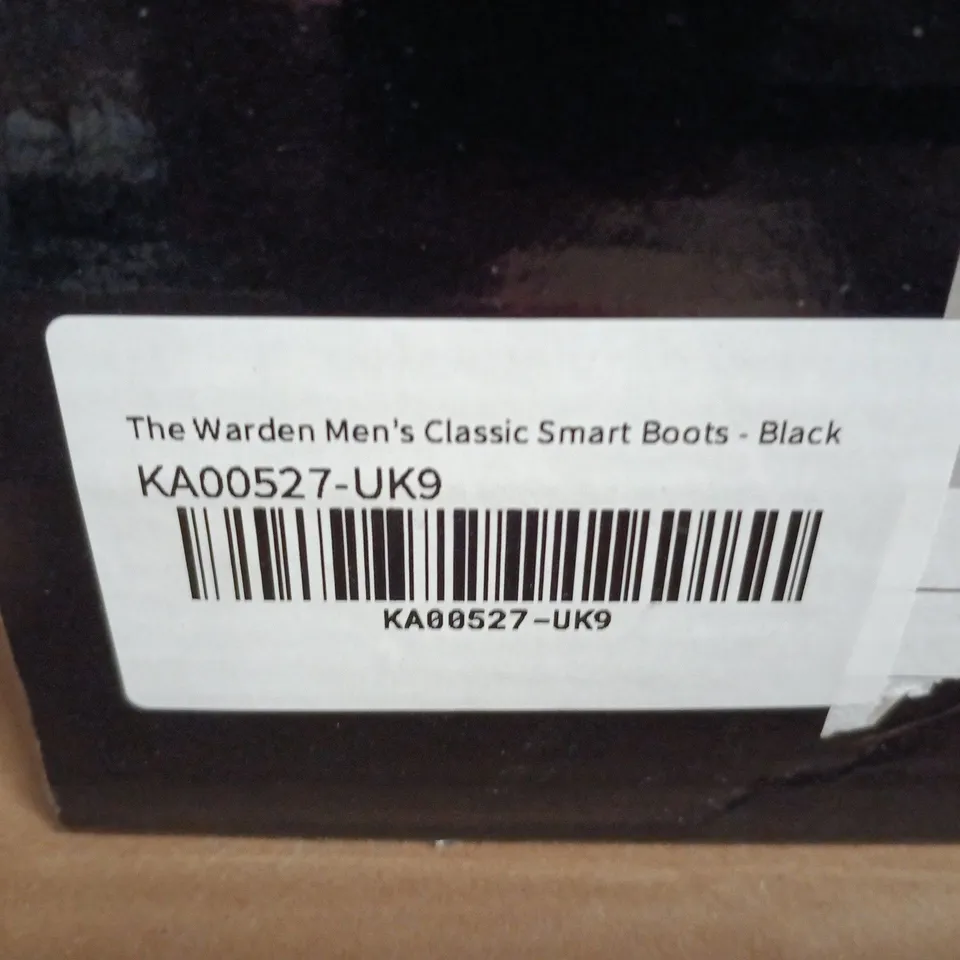 The Warden Men's Classic Smart Boots - Black
KA00527-UK9
KA00527-UK9